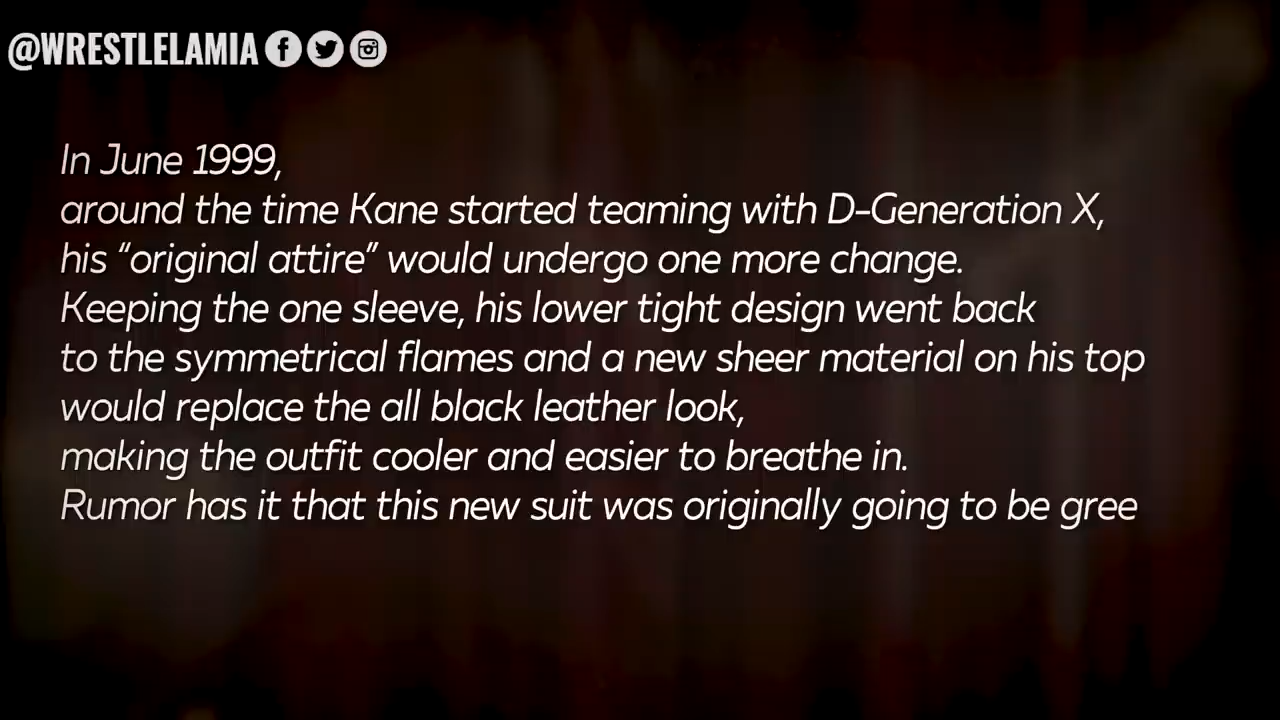 @WRESTLELAMIA
In June 1999,
around the time Kane started teaming with D-Generation X,
his “original attire” would undergo one more change.
Keeping the one sleeve, his lower tight design went back
to the symmetrical flames and a new sheer material on his top
would replace the all black leather look,
making the outfit cooler and easier to breathe in.
Rumor has it that this new suit was originally going to be gree